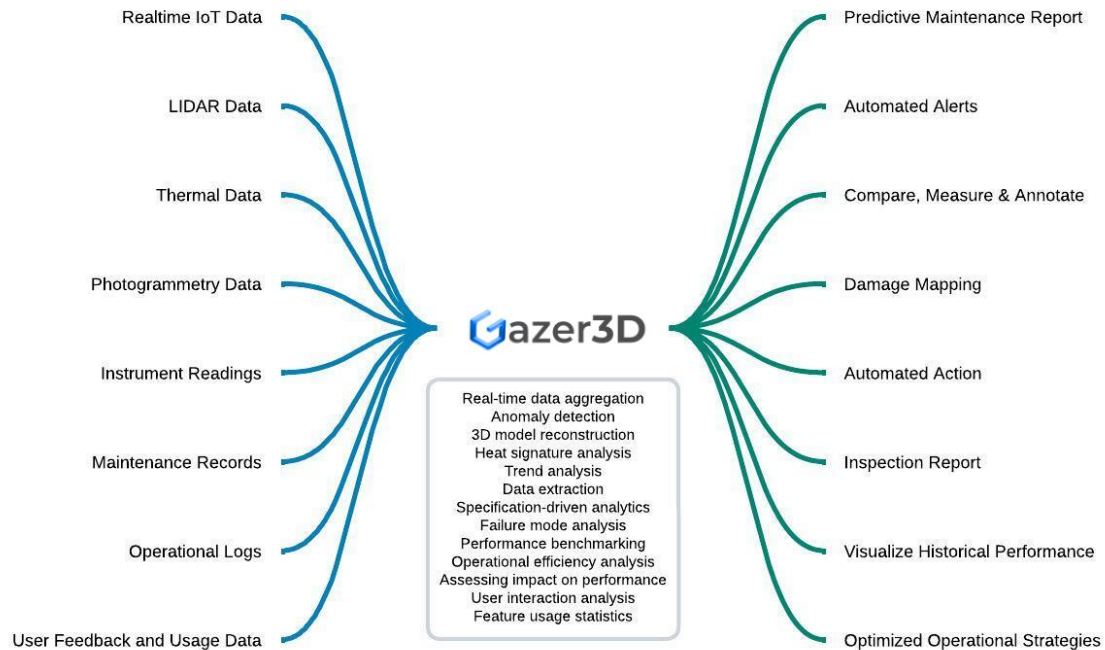 Realtime IoT Data
LIDAR Data
Thermal Data
Photogrammetry Data
Instrument Readings
Maintenance Records
Operational Logs
User Feedback and Usage Data
Gazer3D
Real-time data aggregation
Anomaly detection
3D model reconstruction
Heat signature analysis
Trend analysis
Data extraction
Specification-driven analytics
Failure mode analysis
Performance benchmarking
Operational efficiency analysis
Assessing impact on performance
User interaction analysis
Feature usage statistics
Predictive Maintenance Report
Automated Alerts
Compare, Measure & Annotate
Damage Mapping
Automated Action
Inspection Report
Visualize Historical Performance
Optimized Operational Strategies